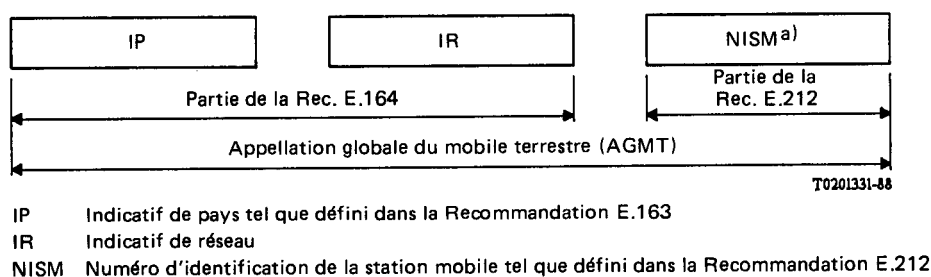 IP IR NISMa)
Partie de la Rec. E.164 Partie de la
Rec. E.212
Appellation globale du mobile terrestre (AGMT)
T0201331-88
IP Indicatif de pays tel que défini dans la Recommandation E.163
IR Indicatif de réseau
NISM Numéro d'identification de la station mobile tel que défini dans la Recommandation E.212